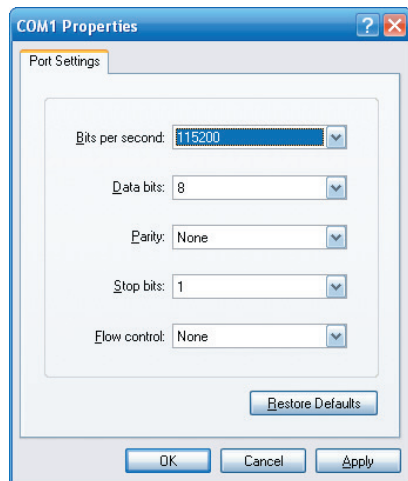 COM1 Properties
Port Settings
Bits per second: 115200
Data bits: 8
Parity: None
Stop bits: 1
Flow control: None
Restore Defaults
OK Cancel Apply